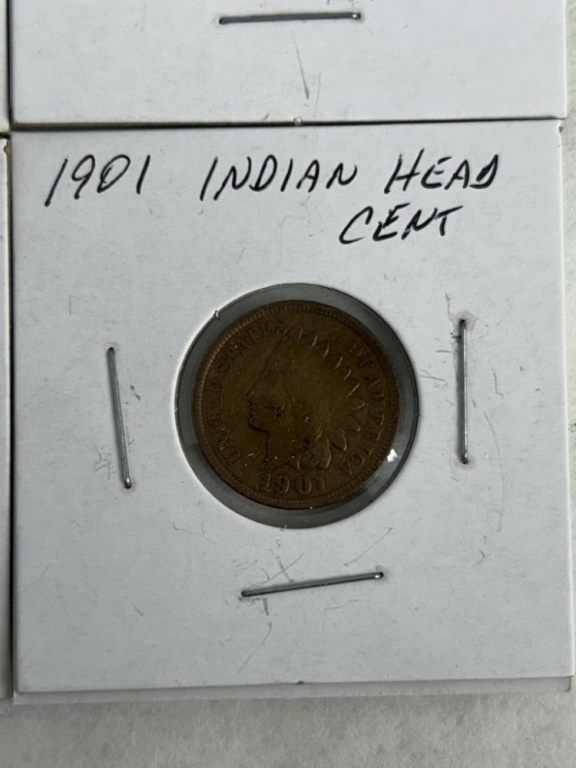 1901 INDIAN HEAD
CENT
UNITED STATES OF AMERICA
1901